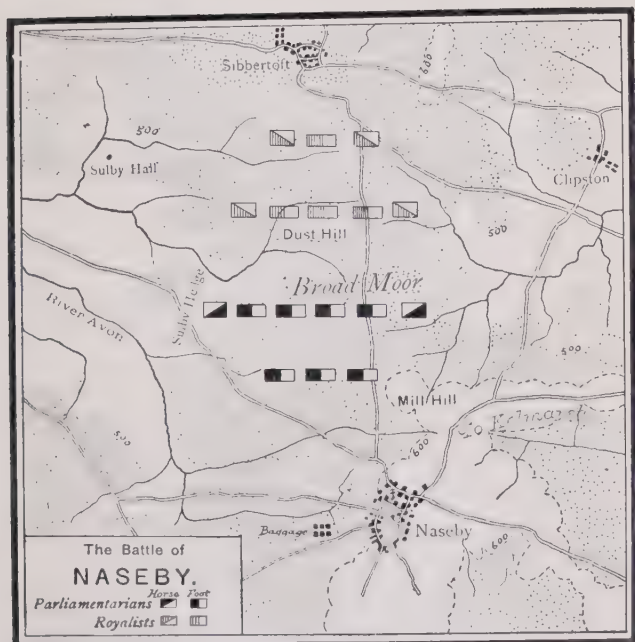 Sibbertoft
600
500
Sulby Hall
Clipston
Dust Hill
500
Broad Moor
Sulby Hedge
River Avon
500
Mill Hill
600
500
Baggage
Naseby
600
The Battle of
NASEBY.
Horse Foot
Parliamentarians
Royalists